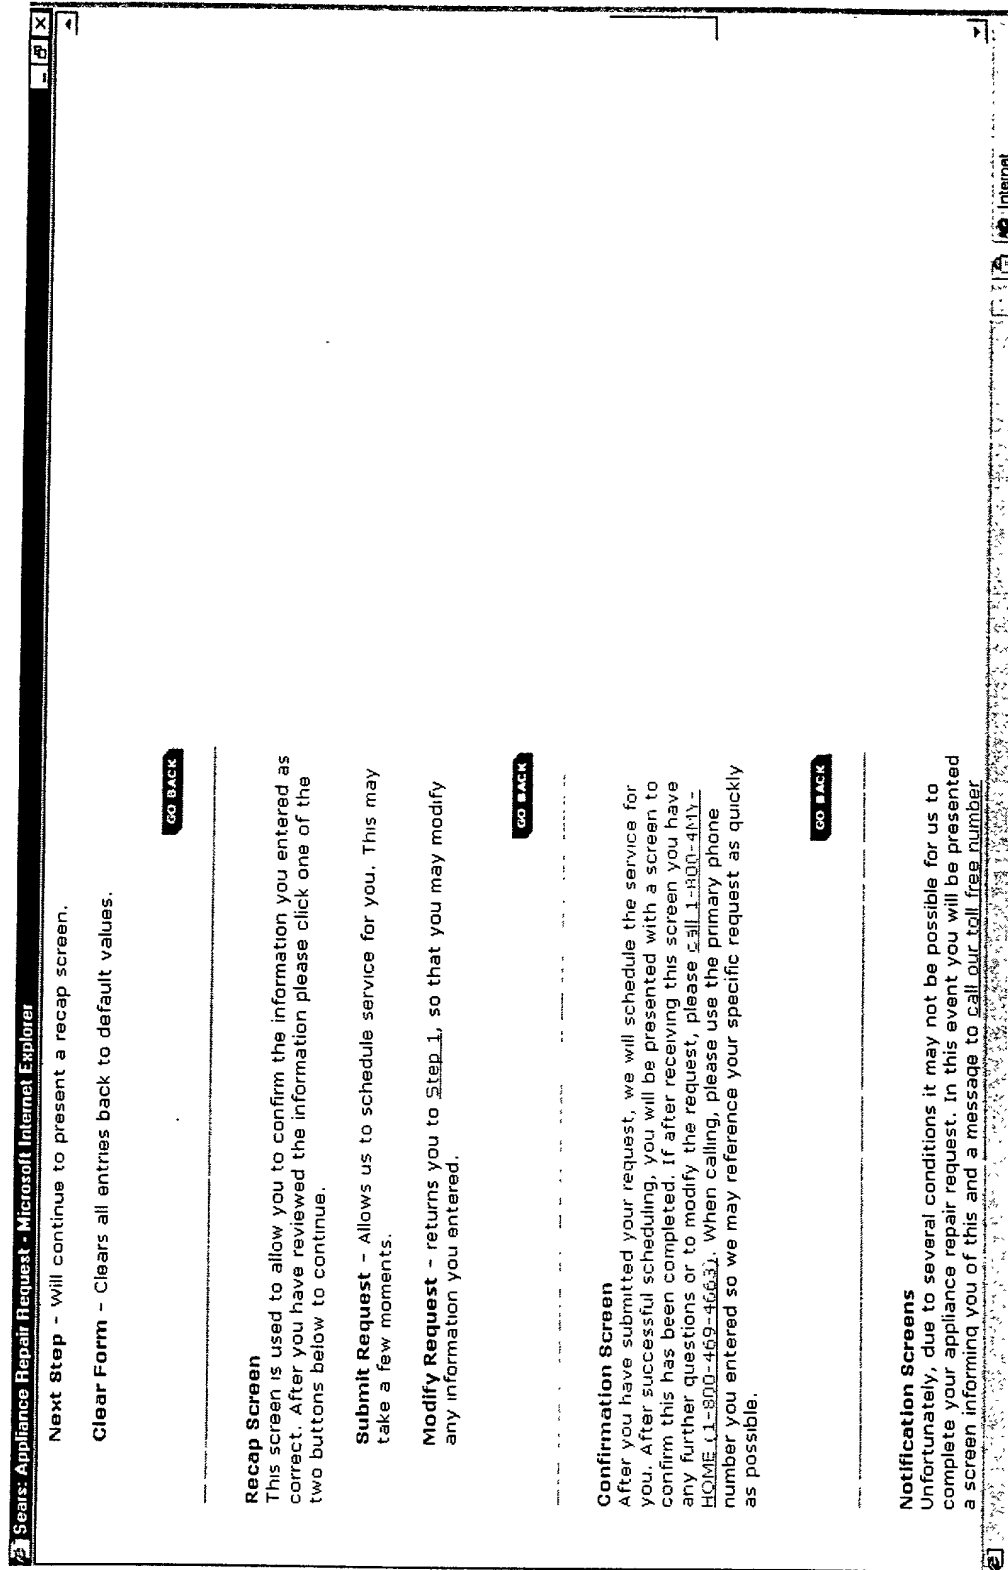 Sears: Appliance Repair Request - Microsoft Internet Explorer
Next Step - Will continue to present a recap screen.
Clear Form - Clears all entries back to default values.
GO BACK
Recap Screen
This screen is used to allow you to confirm the information you entered as
correct. After you have reviewed the information please click one of the
two buttons below to continue.
Submit Request - Allows us to schedule service for you. This may
take a few moments.
Modify Request - returns you to Step 1, so that you may modify
any information you entered.
GO BACK
Confirmation Screen
After you have submitted your request, we will schedule the service for
you. After successful scheduling, you will be presented with a screen to
confirm this has been completed. If after receiving this screen you have
any further questions or to modify the request, please call 1-800-4MY-
HOME (1-800-469-4663). When calling, please use the primary phone
number you entered so we may reference your specific request as quickly
as possible.
GO BACK
Notification Screens
Unfortunately, due to several conditions it may not be possible for us to
complete your appliance repair request. In this event you will be presented
a screen informing you of this and a message to call our toll free number
Internet